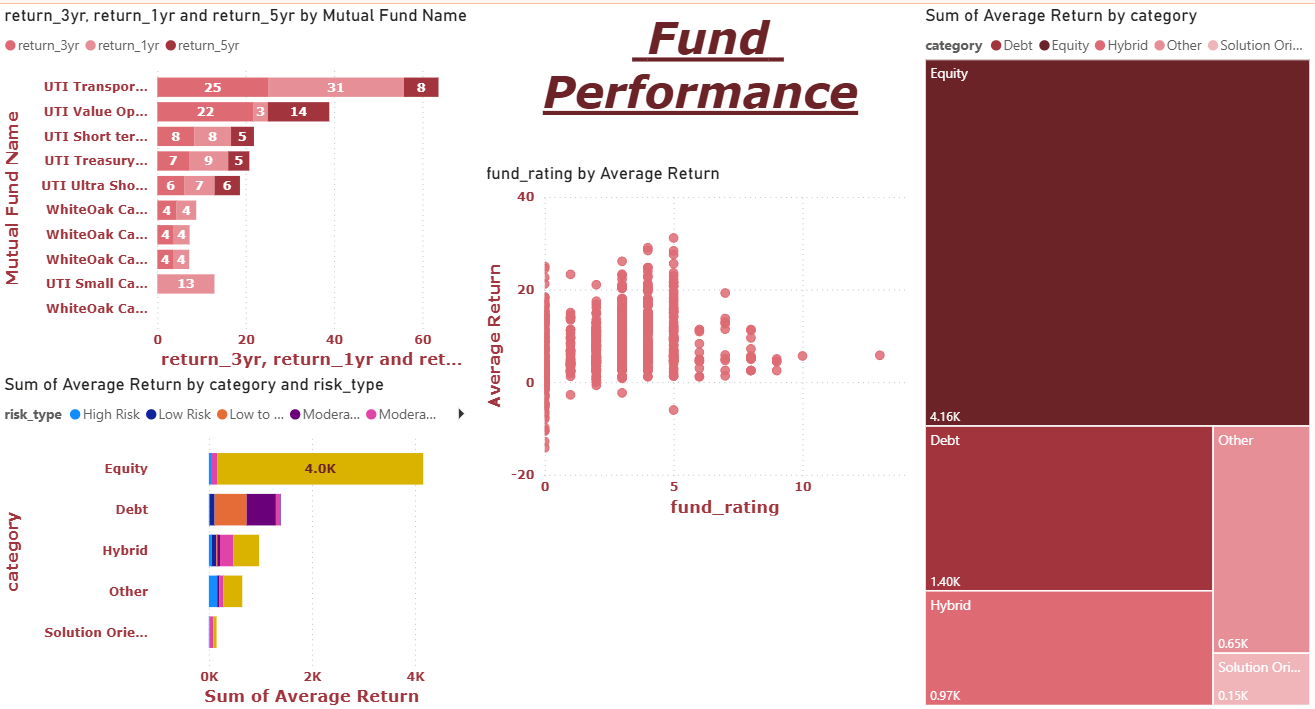 return_3yr, return_1yr and return_5yr by Mutual Fund Name
return_3yr return_1yr return_5yr
Mutual Fund Name
UTI Transpor... 25 31 8
UTI Value Op... 22 3 14
UTI Short ter... 8 8 5
UTI Treasury... 7 9 5
UTI Ultra Sho... 6 7 6
WhiteOak Ca... 4 4
WhiteOak Ca... 4 4
WhiteOak Ca... 4 4
UTI Small Ca... 13
WhiteOak Ca...
0 20 40 60
return_3yr, return_1yr and ret...
Sum of Average Return by category and risk_type
risk_type High Risk Low Risk Low to ... Modera... Modera...
category
Equity 4.0K
Debt
Hybrid
Other
Solution Orie...
0K 2K 4K
Sum of Average Return
Fund
Performance
fund_rating by Average Return
Average Return
40
20
0
-20
0 5 10
fund_rating
Sum of Average Return by category
category Debt Equity Hybrid Other Solution Ori...
Equity
4.16K
Debt
1.40K
Hybrid
0.97K
Other
0.65K
Solution Ori...
0.15K